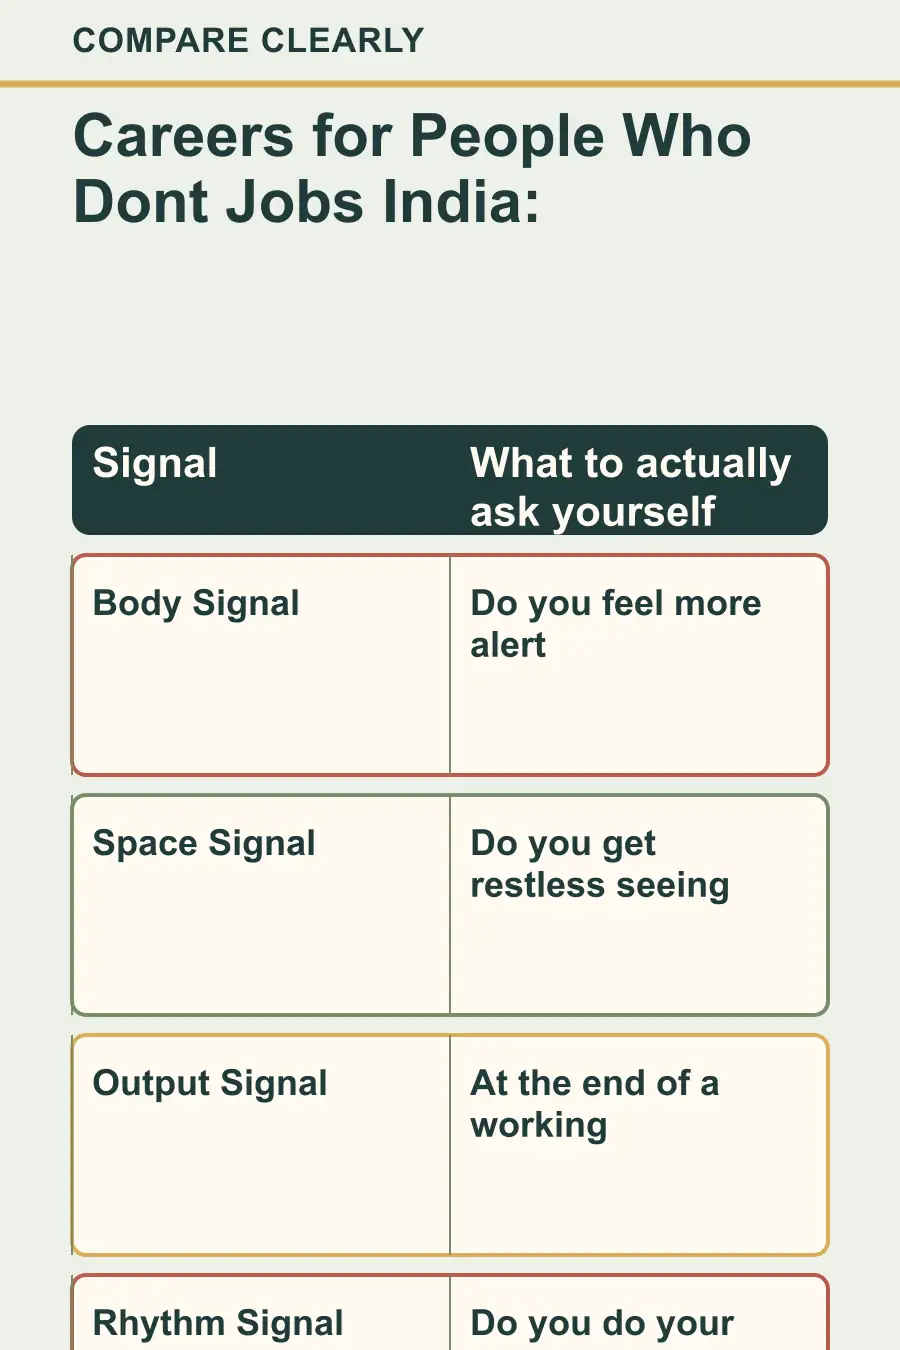 COMPARE CLEARLY
Careers for People Who
Dont Jobs India:
Signal
What to actually
ask yourself
Body Signal
Do you feel more
alert
Space Signal
Do you get
restless seeing
Output Signal
At the end of a
working
Rhythm Signal
Do you do your